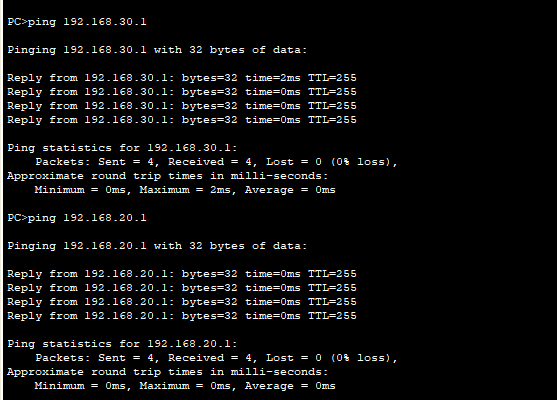 PC>ping 192.168.30.1
Pinging 192.168.30.1 with 32 bytes of data:
Reply from 192.168.30.1: bytes=32 time=2ms TTL=255
Reply from 192.168.30.1: bytes=32 time=0ms TTL=255
Reply from 192.168.30.1: bytes=32 time=0ms TTL=255
Reply from 192.168.30.1: bytes=32 time=0ms TTL=255
Ping statistics for 192.168.30.1:
    Packets: Sent = 4, Received = 4, Lost = 0 (0% loss),
Approximate round trip times in milli-seconds:
    Minimum = 0ms, Maximum = 2ms, Average = 0ms
PC>ping 192.168.20.1
Pinging 192.168.20.1 with 32 bytes of data:
Reply from 192.168.20.1: bytes=32 time=0ms TTL=255
Reply from 192.168.20.1: bytes=32 time=0ms TTL=255
Reply from 192.168.20.1: bytes=32 time=0ms TTL=255
Reply from 192.168.20.1: bytes=32 time=0ms TTL=255
Ping statistics for 192.168.20.1:
    Packets: Sent = 4, Received = 4, Lost = 0 (0% loss),
Approximate round trip times in milli-seconds:
    Minimum = 0ms, Maximum = 0ms, Average = 0ms